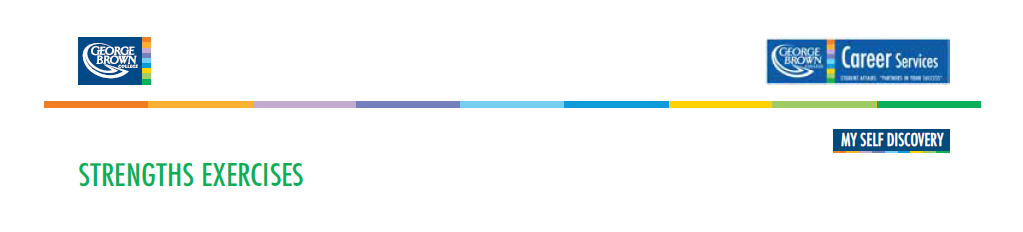 GEORGE
BROWN
COLLEGE
GEORGE
BROWN
COLLEGE
Career Services
STUDENT AFFAIRS: "PARTNERS IN YOUR SUCCESS"
MY SELF DISCOVERY
STRENGTHS EXERCISES